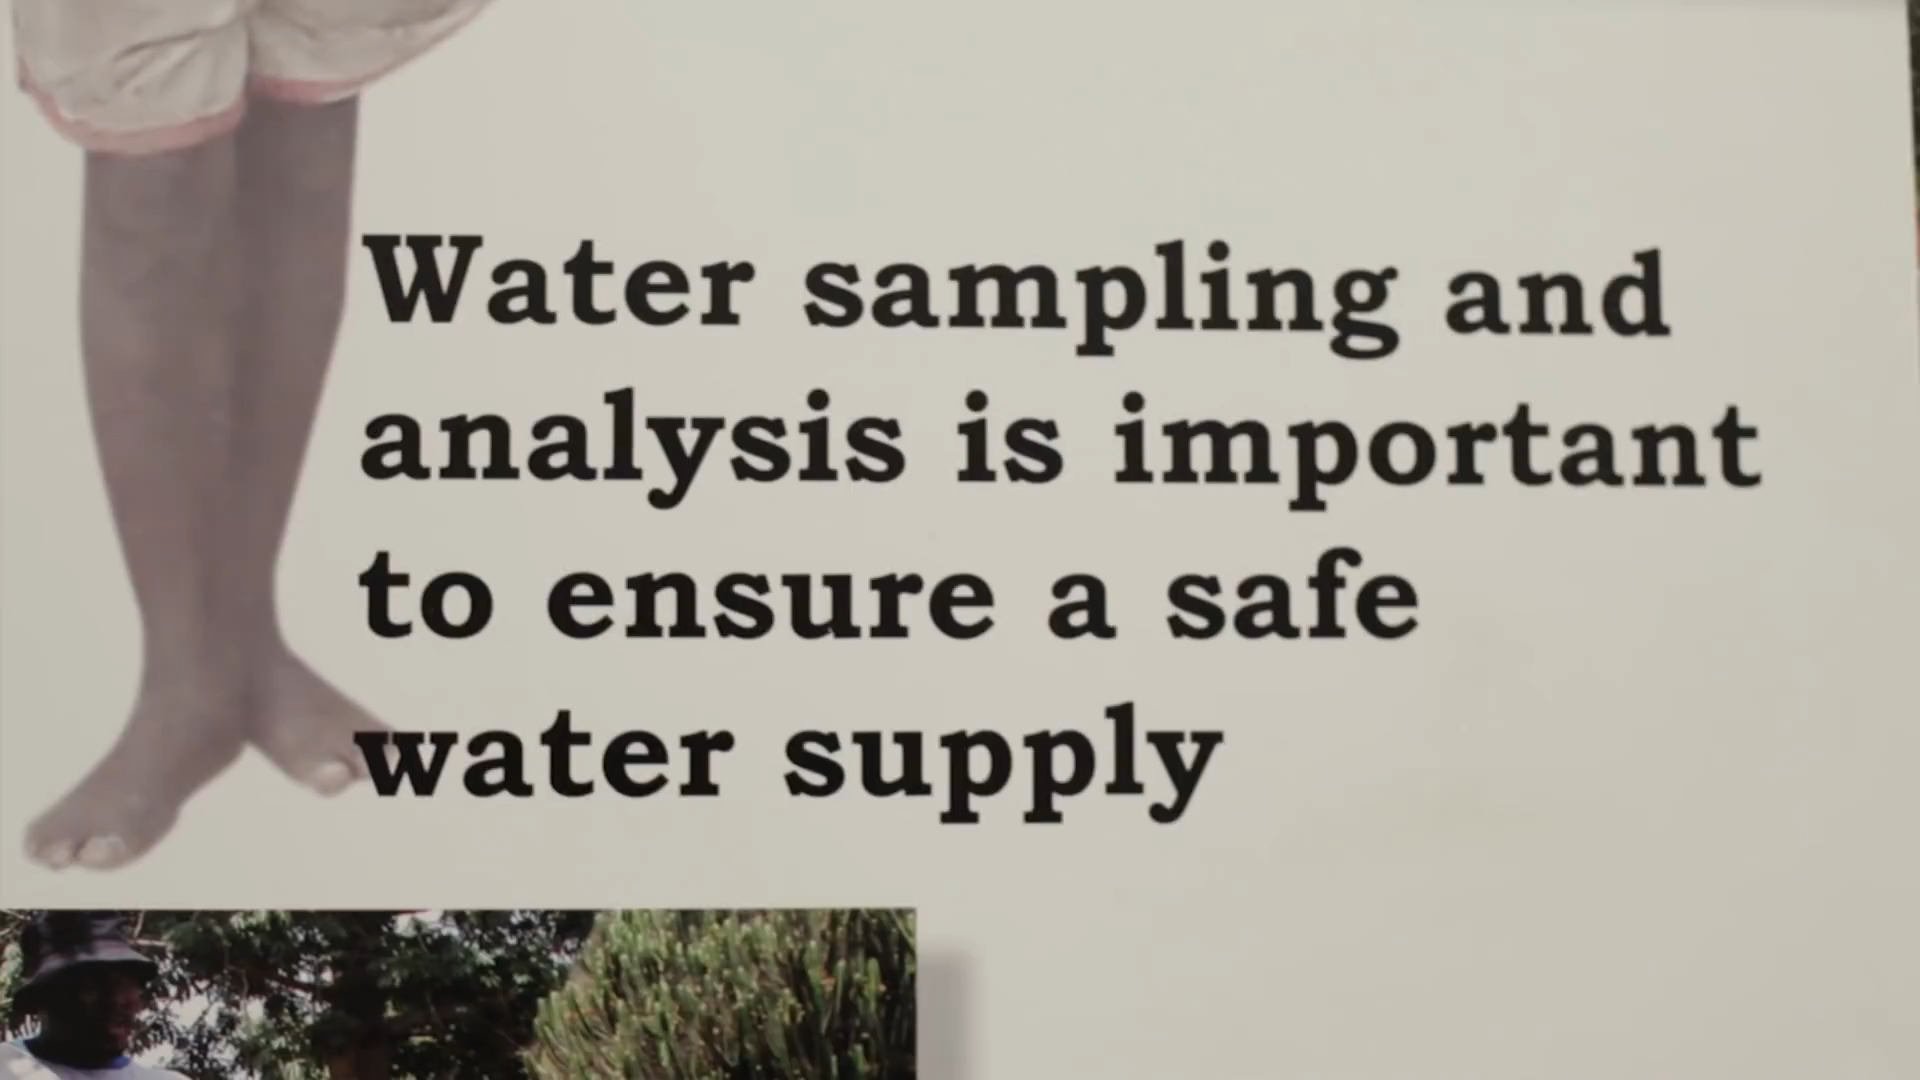 Water sampling and
analysis is important
to ensure a safe
water supply